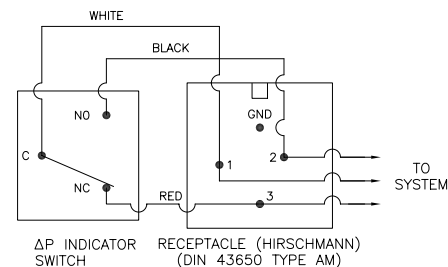 WHITE
BLACK
NO
GND
C
1
2
NC
RED
3
TO
SYSTEM
ΔP INDICATOR
SWITCH
RECEPTACLE (HIRSCHMANN)
(DIN 43650 TYPE AM)